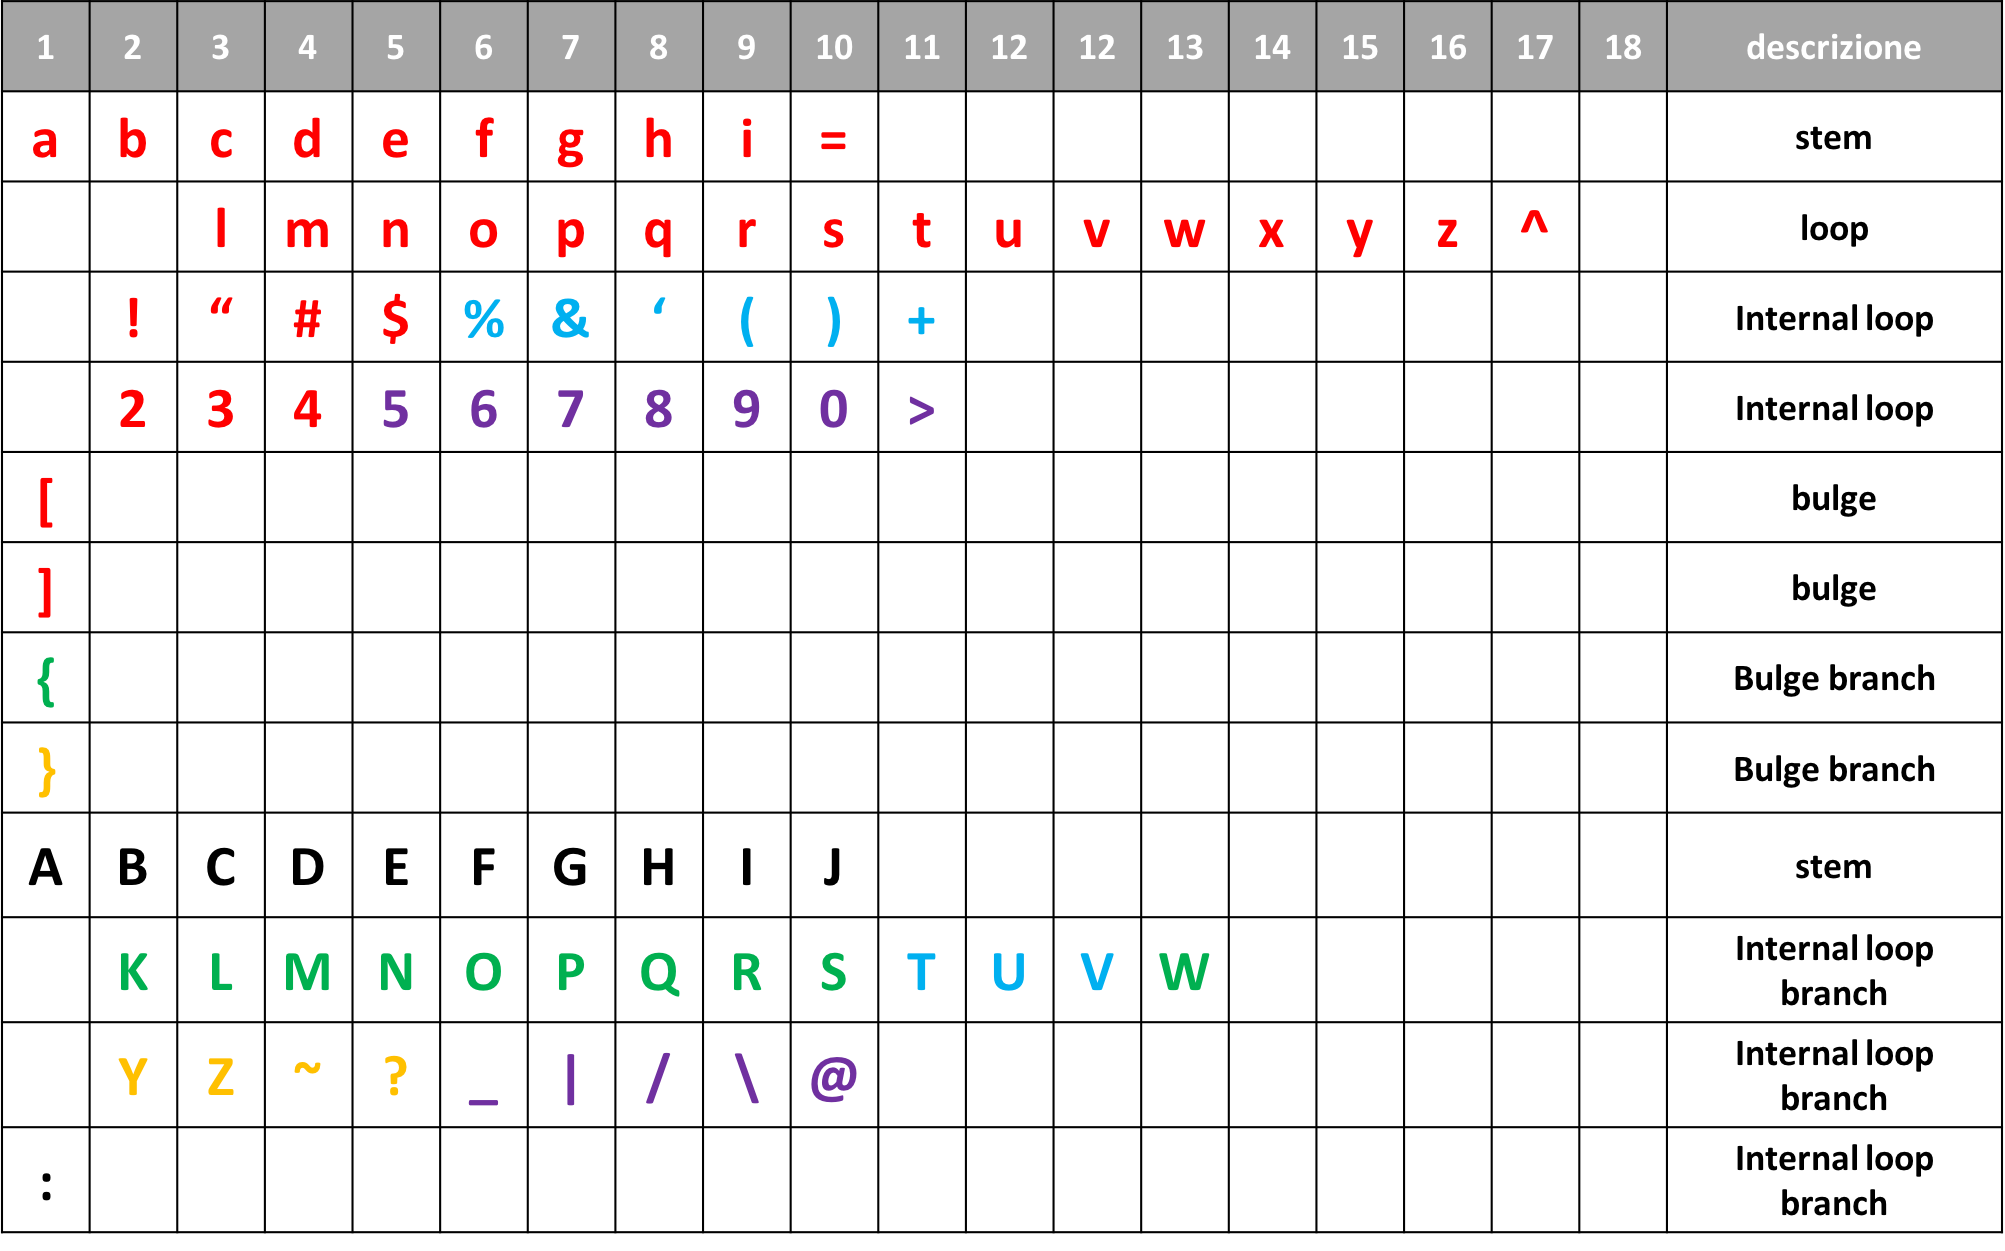 1 2 3 4 5 6 7 8 9 10 11 12 12 13 14 15 16 17 18 descrizione
a b c d e f g h i = stem
l m n o p q r s t u v w x y z ^ loop
! “ # $ % & ‘ ( ) + Internal loop
2 3 4 5 6 7 8 9 0 > Internal loop
[ bulge
] bulge
{ Bulge branch
} Bulge branch
A B C D E F G H I J stem
K L M N O P Q R S T U V W Internal loop
branch
Y Z ~ ? _ | / \ @ Internal loop
branch
: Internal loop
branch